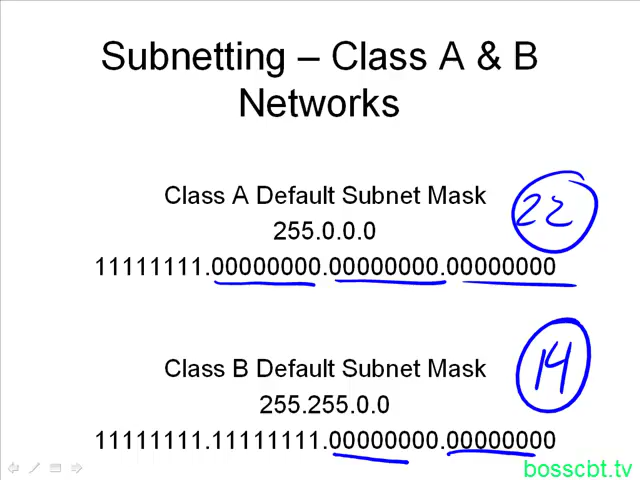 Subnetting – Class A & B
Networks
Class A Default Subnet Mask
22
255.0.0.0
11111111.00000000.00000000.00000000
Class B Default Subnet Mask
14
255.255.0.0
11111111.11111111.00000000.00000000
bosscbt.tv